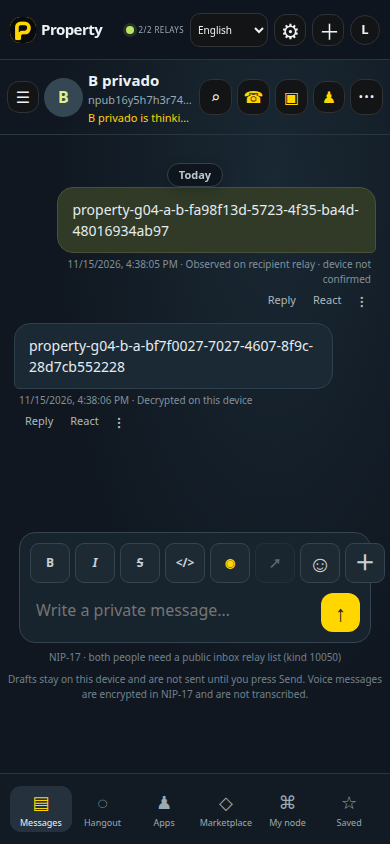 Property
2/2 RELAYS
English
L
B
B privado
npub16y5h7h3r74...
B privado is thinki...
Today
property-g04-a-b-fa98f13d-5723-4f35-ba4d-
48016934ab97
11/15/2026, 4:38:05 PM · Observed on recipient relay · device not
confirmed
Reply React
property-g04-b-a-bf7f0027-7027-4607-8f9c-
28d7cb552228
11/15/2026, 4:38:06 PM · Decrypted on this device
Reply React
B I S </>
Write a private message...
NIP-17 · both people need a public inbox relay list (kind 10050)
Drafts stay on this device and are not sent until you press Send. Voice messages
are encrypted in NIP-17 and are not transcribed.
Messages Hangout Apps Marketplace My node Saved